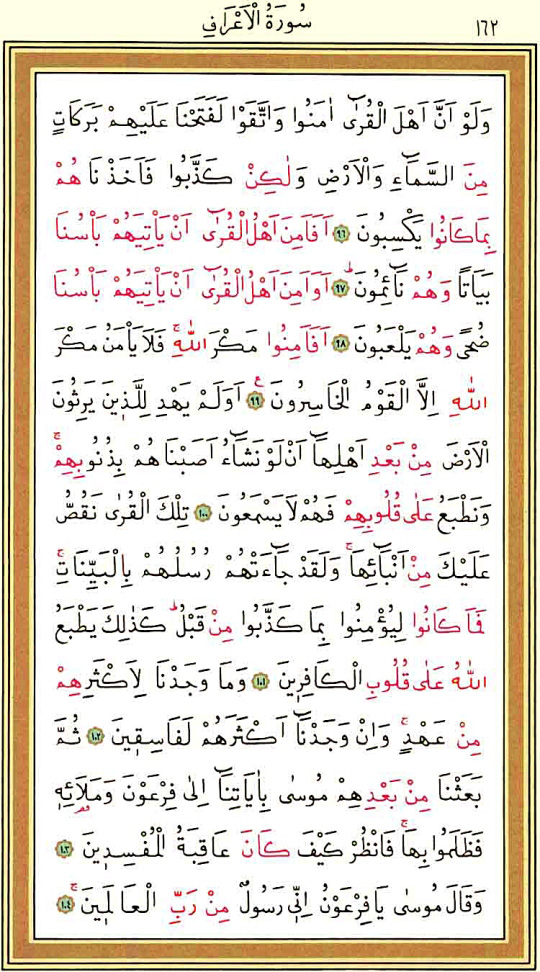 ١٦٢
سُورَةُ الْاَعْرَافِ
وَلَوْ اَنَّ اَهْلَ الْقُرٰٓى اٰمَنُوا وَاتَّقَوْا لَفَتَحْنَا عَلَيْهِمْ بَرَكَاتٍ
مِنَ السَّمَٓاءِ وَالْاَرْضِ وَلٰكِنْ كَذَّبُوا فَاَخَذْنَاهُمْ
بِمَا كَانُوا يَكْسِبُونَ ٩٦ اَفَاَمِنَ اَهْلُ الْقُرٰٓى اَنْ يَأْتِيَهُمْ بَأْسُنَا
بَيَاتًا وَهُمْ نَٓائِمُونَۜ ٩٧ اَوَاَمِنَ اَهْلُ الْقُرٰٓى اَنْ يَأْتِيَهُمْ بَأْسُنَا
ضُحًى وَهُمْ يَلْعَبُونَ ٩٨ اَفَاَمِنُوا مَكْرَ اللّٰهِۚ فَلَا يَأْمَنُ مَكْرَ
اللّٰهِ اِلَّا الْقَوْمُ الْخَاسِرُونَ۟ ٩٩ اَوَلَمْ يَهْدِ لِلَّذ۪ينَ يَرِثُونَ
الْاَرْضَ مِنْ بَعْدِ اَهْلِهَٓا اَنْ لَوْ نَشَٓاءُ اَصَبْنَاهُمْ بِذُنُوبِهِمْۚ
وَنَطْبَعُ عَلٰى قُلُوبِهِمْ فَهُمْ لَا يَسْمَعُونَ ١٠٠ تِلْكَ الْقُرٰى نَقُصُّ
عَلَيْكَ مِنْ اَنْبَٓائِهَاۚ وَلَقَدْ جَٓاءَتْهُمْ رُسُلُهُمْ بِالْبَيِّنَاتِۚ
فَمَا كَانُوا لِيُؤْمِنُوا بِمَا كَذَّبُوا مِنْ قَبْلُۜ كَذٰلِكَ يَطْبَعُ
اللّٰهُ عَلٰى قُلُوبِ الْكَافِر۪ينَ ١٠١ وَمَا وَجَدْنَا لِاَكْثَرِهِمْ
مِنْ عَهْدٍۚ وَاِنْ وَجَدْنَٓا اَكْثَرَهُمْ لَفَاسِق۪ينَ ١٠٢ ثُمَّ
بَعَثْنَا مِنْ بَعْدِهِمْ مُوسٰى بِاٰيَاتِنَٓا اِلٰى فِرْعَوْنَ وَمَلَا۬ئِه۪
فَظَلَمُوا بِهَاۚ فَانْظُرْ كَيْفَ كَانَ عَاقِبَةُ الْمُفْسِد۪ينَ ١٠٣
وَقَالَ مُوسٰى يَا فِرْعَوْنُ اِنّ۪ي رَسُولٌ مِنْ رَبِّ الْعَالَم۪ينَۚ ١٠٤